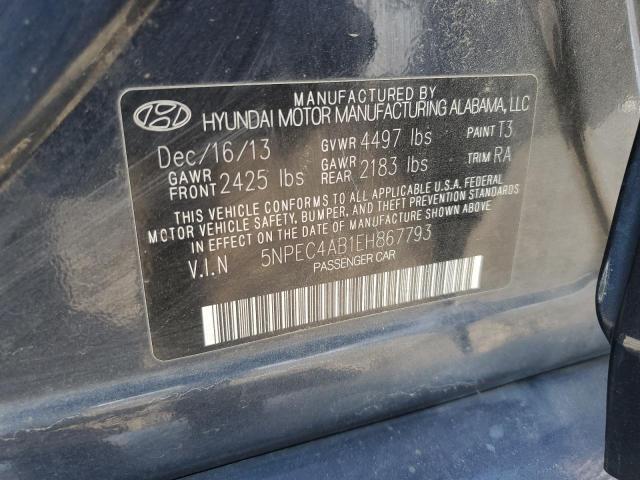 MANUFACTURED BY
HYUNDAI MOTOR MANUFACTURING ALABAMA, LLC
Dec/16/13 GVWR 4497 lbs PAINT T3
GAWR FRONT 2425 lbs GAWR REAR 2183 lbs TRIM RA
THIS VEHICLE CONFORMS TO ALL APPLICABLE U.S.A. FEDERAL
MOTOR VEHICLE SAFETY, BUMPER, AND THEFT PREVENTION STANDARDS
IN EFFECT ON THE DATE OF MANUFACTURE SHOWN ABOVE.
V.I.N 5NPEC4AB1EH867793
PASSENGER CAR